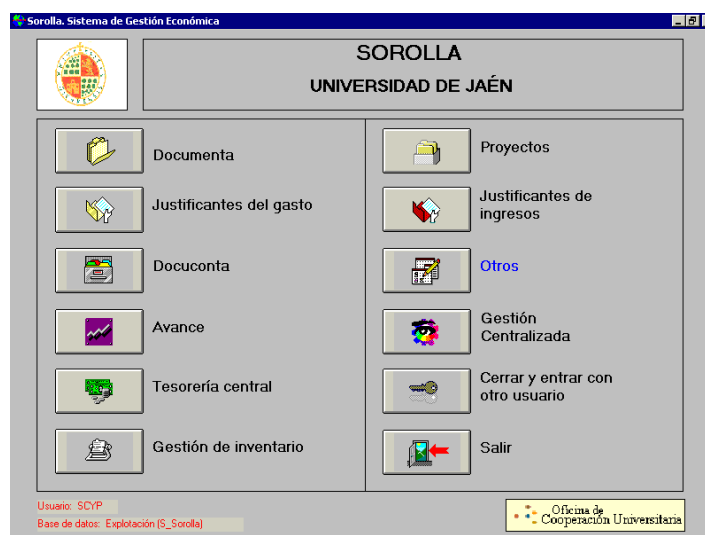 Sorolla. Sistema de Gestión Económica
SOROLLA
UNIVERSIDAD DE JAÉN
Documenta
Justificantes del gasto
Docuconta
Avance
Tesorería central
Gestión de inventario
Proyectos
Justificantes de
ingresos
Otros
Gestión
Centralizada
Cerrar y entrar con
otro usuario
Salir
Usuario: SCYP
Base de datos: Explotación (S_Sorolla)
Oficina de
Cooperación Universitaria